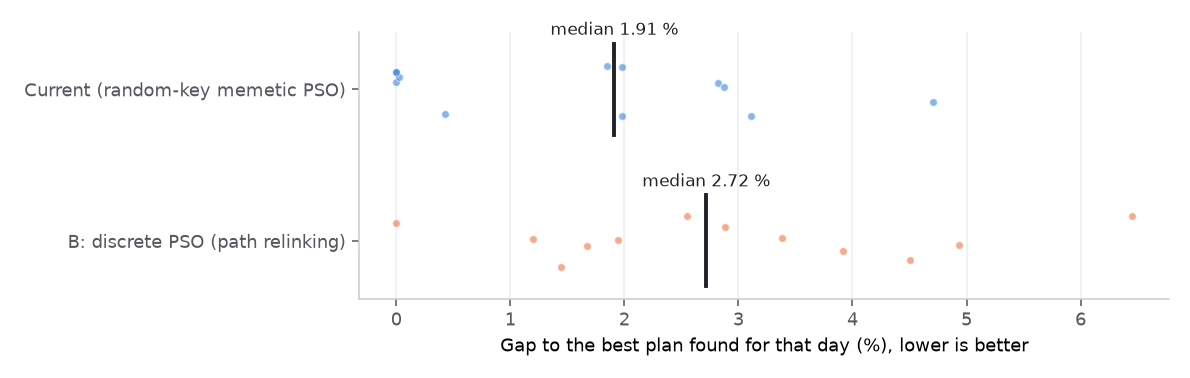 median 1.91 %
Current (random-key memetic PSO)
median 2.72 %
B: discrete PSO (path relinking)
0 1 2 3 4 5 6
Gap to the best plan found for that day (%), lower is better